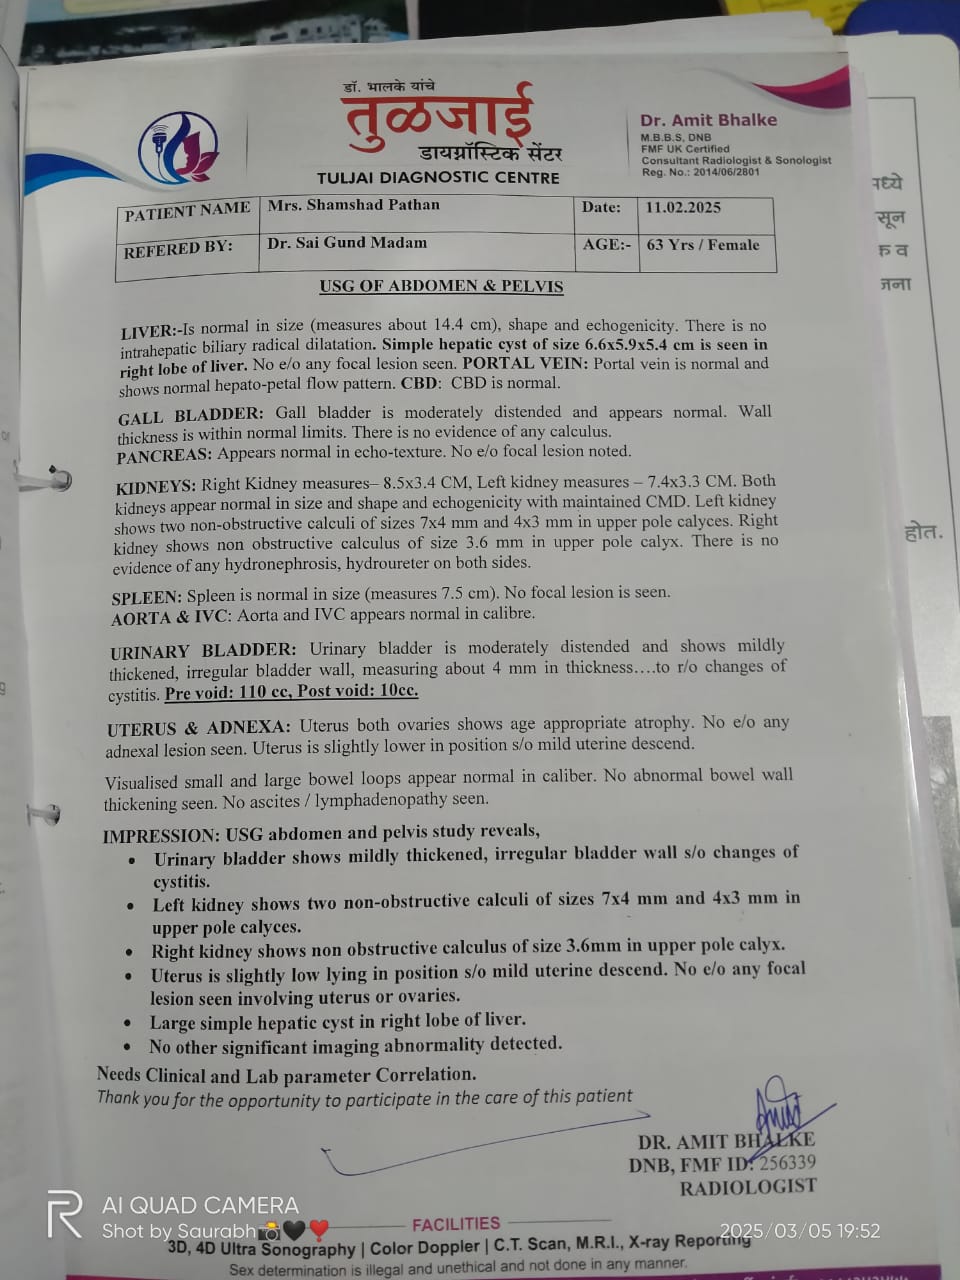 डॉ. भालके यांचे
तुळजाई
डायग्नॉस्टिक सेंटर
TULJAI DIAGNOSTIC CENTRE
Dr. Amit Bhalke
M.B.B.S, DNB
FMF UK Certified
Consultant Radiologist & Sonologist
Reg. No.: 2014/06/2801
PATIENT NAME Mrs. Shamshad Pathan Date: 11.02.2025
REFERED BY: Dr. Sai Gund Madam AGE:- 63 Yrs / Female
USG OF ABDOMEN & PELVIS
LIVER:-Is normal in size (measures about 14.4 cm), shape and echogenicity. There is no
intrahepatic biliary radical dilatation. Simple hepatic cyst of size 6.6x5.9x5.4 cm is seen in
right lobe of liver. No e/o any focal lesion seen. PORTAL VEIN: Portal vein is normal and
shows normal hepato-petal flow pattern. CBD: CBD is normal.
GALL BLADDER: Gall bladder is moderately distended and appears normal. Wall
thickness is within normal limits. There is no evidence of any calculus.
PANCREAS: Appears normal in echo-texture. No e/o focal lesion noted.
KIDNEYS: Right Kidney measures– 8.5x3.4 CM, Left kidney measures – 7.4x3.3 CM. Both
kidneys appear normal in size and shape and echogenicity with maintained CMD. Left kidney
shows two non-obstructive calculi of sizes 7x4 mm and 4x3 mm in upper pole calyces. Right
kidney shows non obstructive calculus of size 3.6 mm in upper pole calyx. There is no
evidence of any hydronephrosis, hydroureter on both sides.
SPLEEN: Spleen is normal in size (measures 7.5 cm). No focal lesion is seen.
AORTA & IVC: Aorta and IVC appears normal in calibre.
URINARY BLADDER: Urinary bladder is moderately distended and shows mildly
thickened, irregular bladder wall, measuring about 4 mm in thickness....to r/o changes of
cystitis. Pre void: 110 cc, Post void: 10cc.
UTERUS & ADNEXA: Uterus both ovaries shows age appropriate atrophy. No e/o any
adnexal lesion seen. Uterus is slightly lower in position s/o mild uterine descend.
Visualised small and large bowel loops appear normal in caliber. No abnormal bowel wall
thickening seen. No ascites / lymphadenopathy seen.
IMPRESSION: USG abdomen and pelvis study reveals,
• Urinary bladder shows mildly thickened, irregular bladder wall s/o changes of
cystitis.
• Left kidney shows two non-obstructive calculi of sizes 7x4 mm and 4x3 mm in
upper pole calyces.
• Right kidney shows non obstructive calculus of size 3.6mm in upper pole calyx.
• Uterus is slightly low lying in position s/o mild uterine descend. No e/o any focal
lesion seen involving uterus or ovaries.
• Large simple hepatic cyst in right lobe of liver.
• No other significant imaging abnormality detected.
Needs Clinical and Lab parameter Correlation.
Thank you for the opportunity to participate in the care of this patient
DR. AMIT BHALKE
DNB, FMF ID: 256339
RADIOLOGIST
FACILITIES
3D, 4D Ultra Sonography | Color Doppler | C.T. Scan, M.R.I., X-ray Reporting
Sex determination is illegal and unethical and not done in any manner.
सून
व
जना
होत.
AI QUAD CAMERA
Shot by Saurabh📸🖤❣️
2025/03/05 19:52